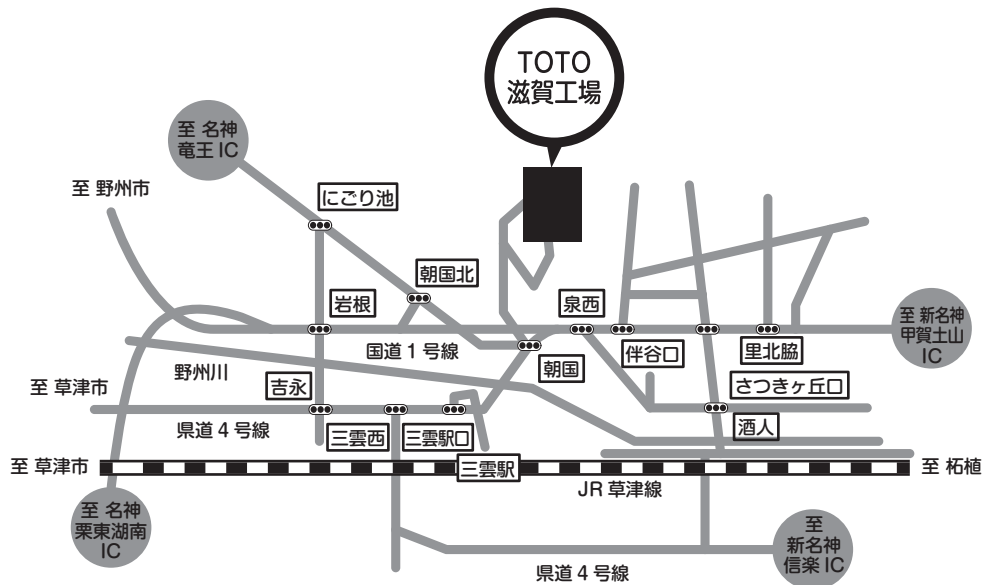 TOTO
滋賀工場
至 名神
竜王 IC
至 野州市
にごり池
朝国北
岩根
泉西
国道 1 号線
朝国
伴谷口
里北脇
至 新名神
甲賀土山
IC
野州川
至 草津市
吉永
さつきヶ丘口
県道 4 号線
三雲西
三雲駅口
酒人
至 草津市
三雲駅
至 柘植
JR 草津線
至 名神
栗東湖南
IC
至
新名神
信楽 IC
県道 4 号線